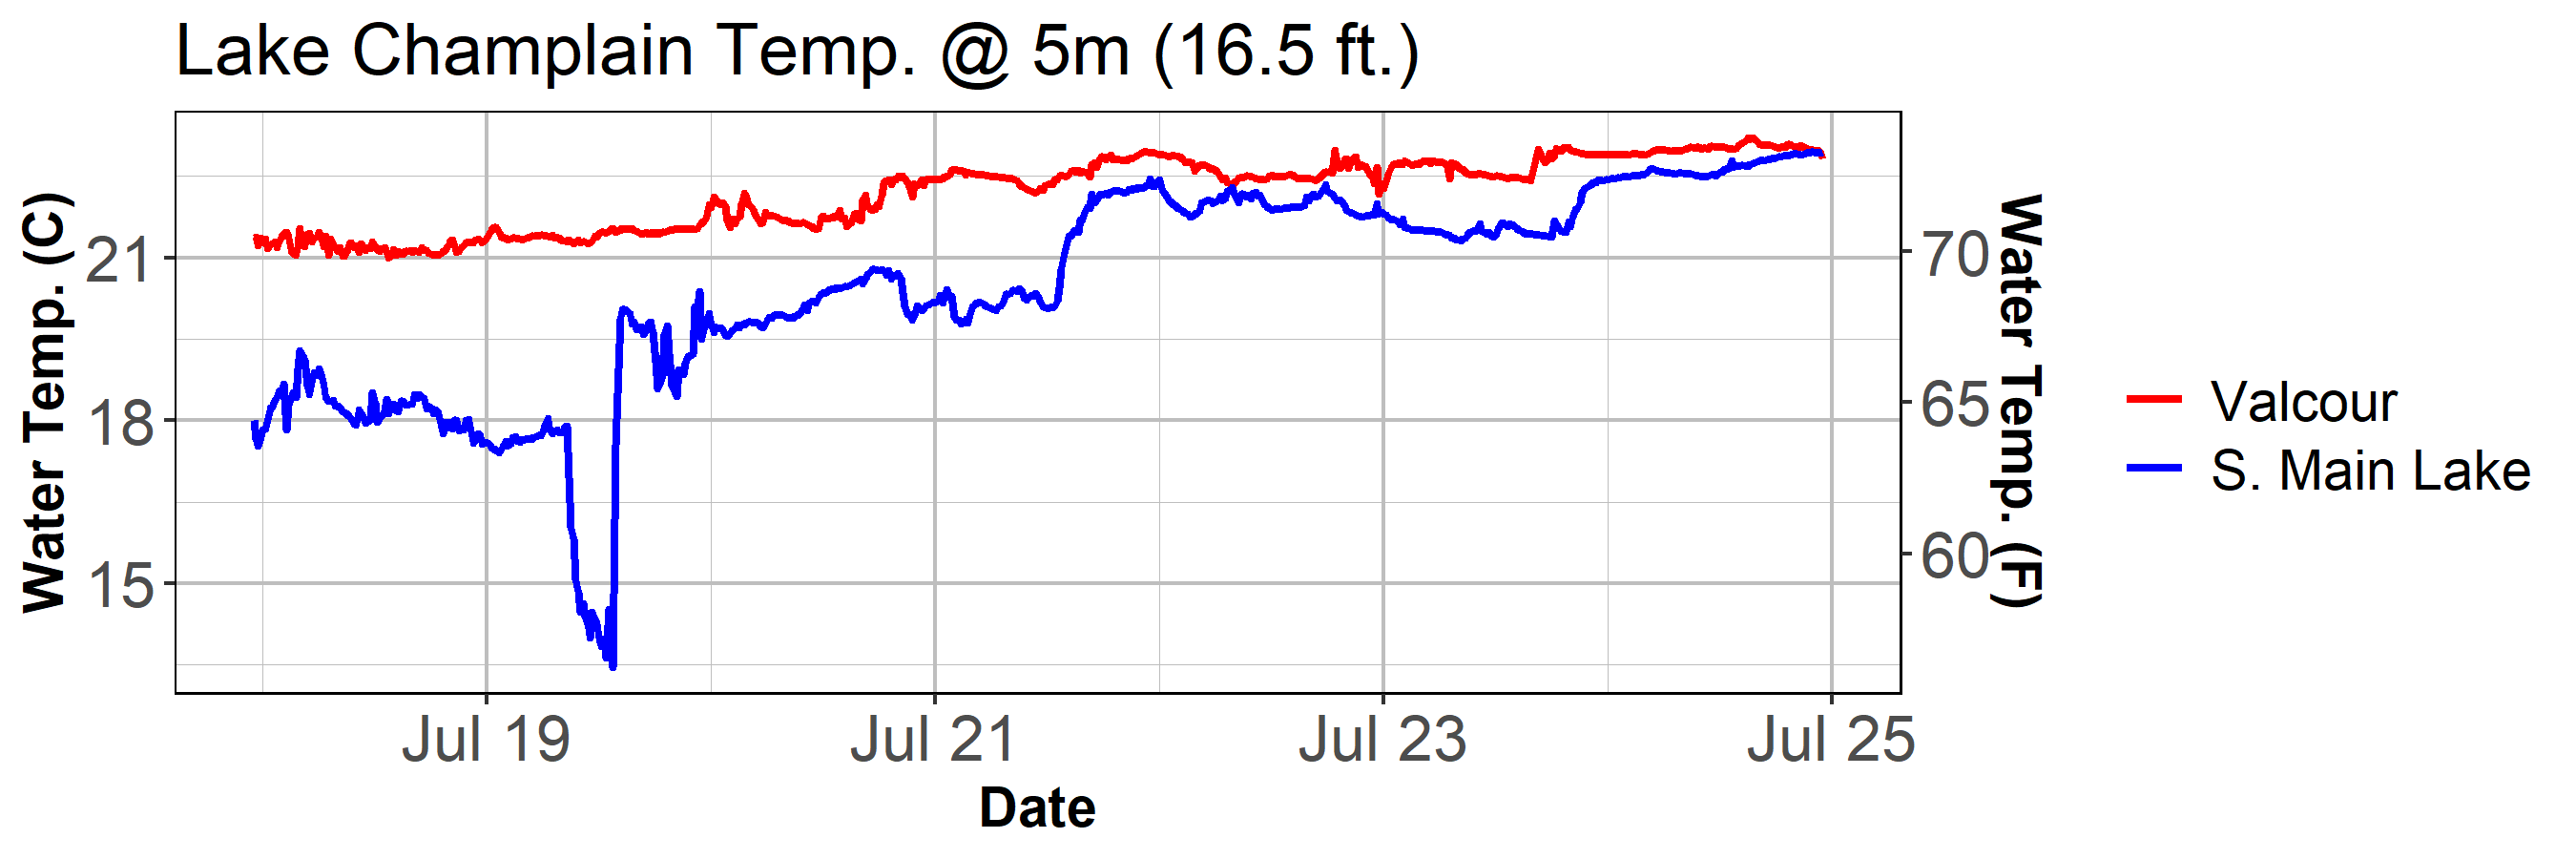 Lake Champlain Temp. @ 5m (16.5 ft.)
Water Temp. (C)
21
18
15
70
65
60
Water Temp. (F)
Valcour
S. Main Lake
Jul 19
Jul 21
Jul 23
Jul 25
Date